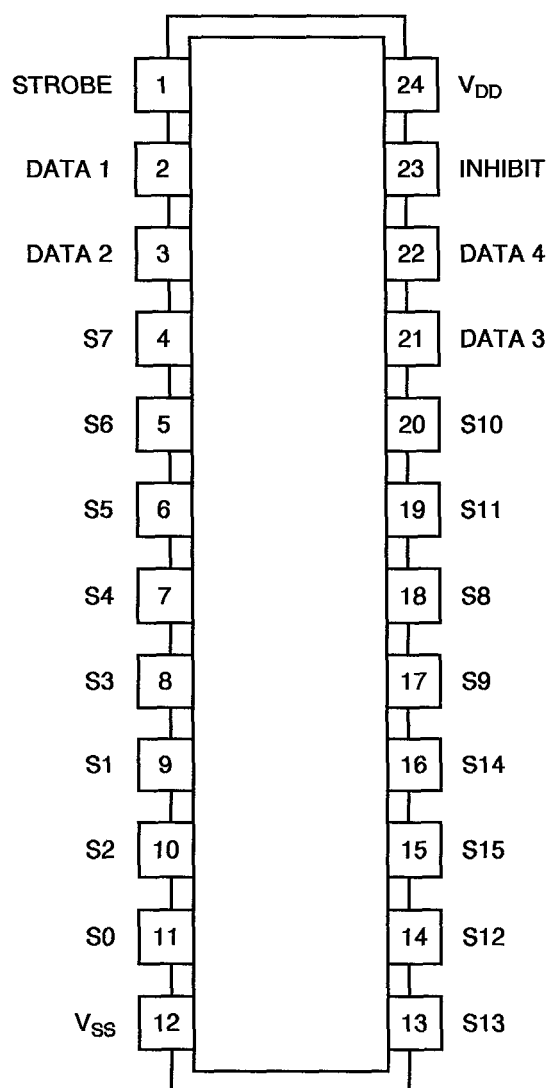 STROBE 1 24 VDD
DATA 1 2 23 INHIBIT
DATA 2 3 22 DATA 4
S7 4 21 DATA 3
S6 5 20 S10
S5 6 19 S11
S4 7 18 S8
S3 8 17 S9
S1 9 16 S14
S2 10 15 S15
S0 11 14 S12
VSS 12 13 S13